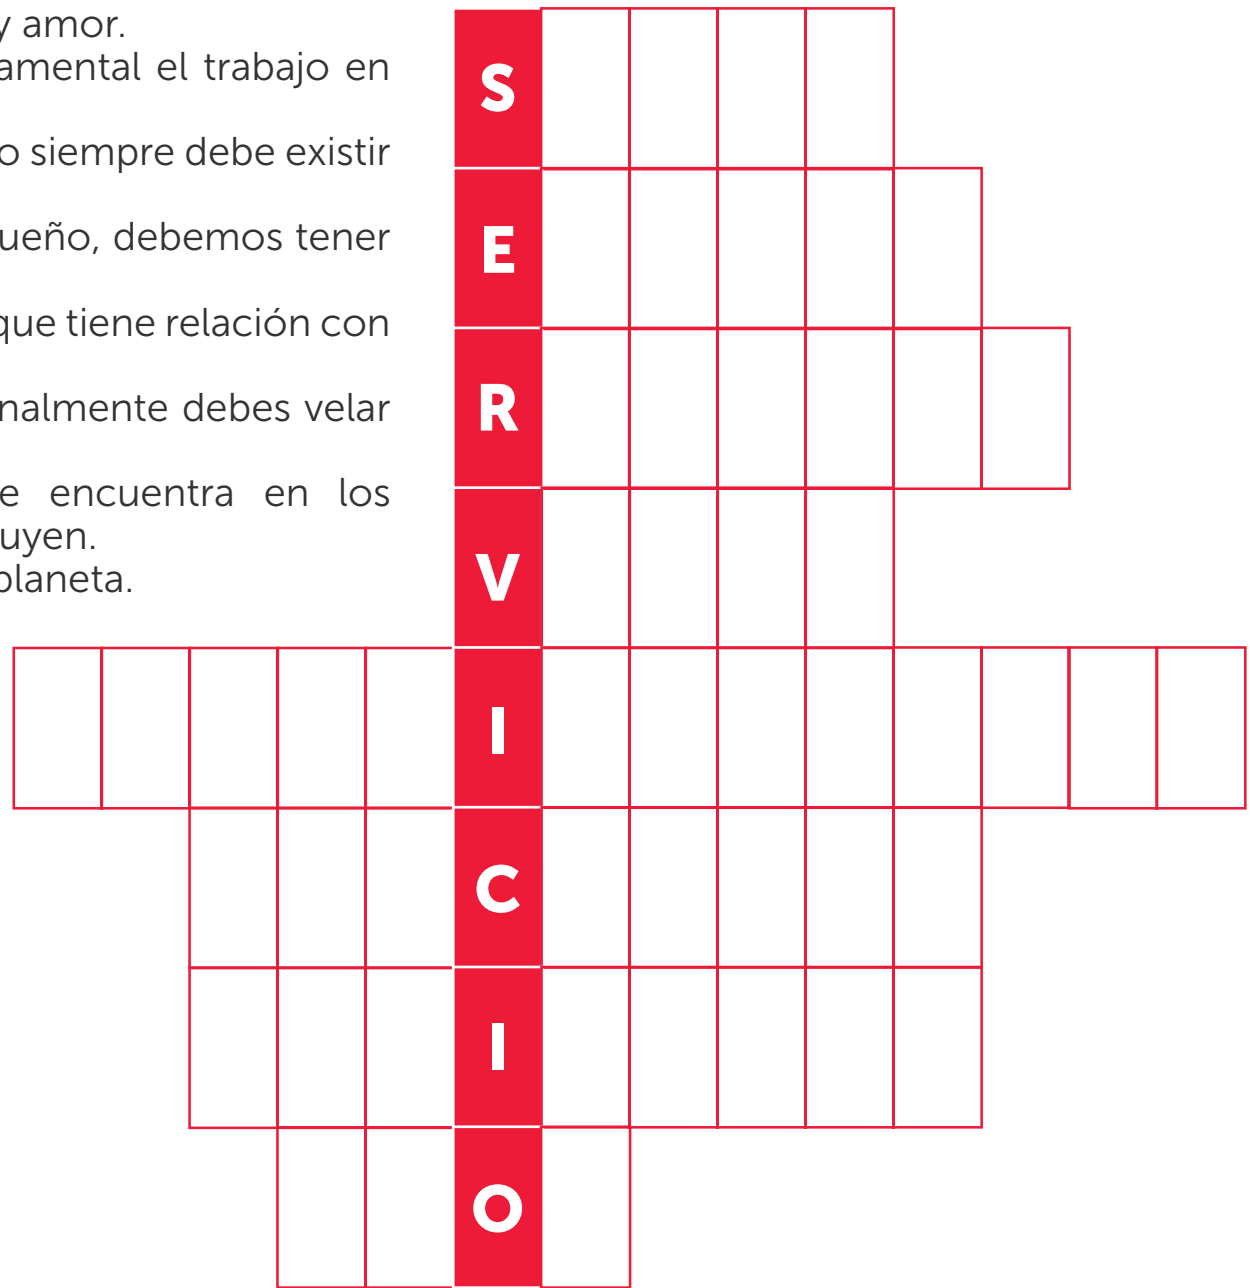 y amor.
amental el trabajo en
o siempre debe existir
ueño, debemos tener
que tiene relación con
nalmente debes velar
e encuentra en los
uyen.
planeta.
S
E
R
V
I
C
I
O